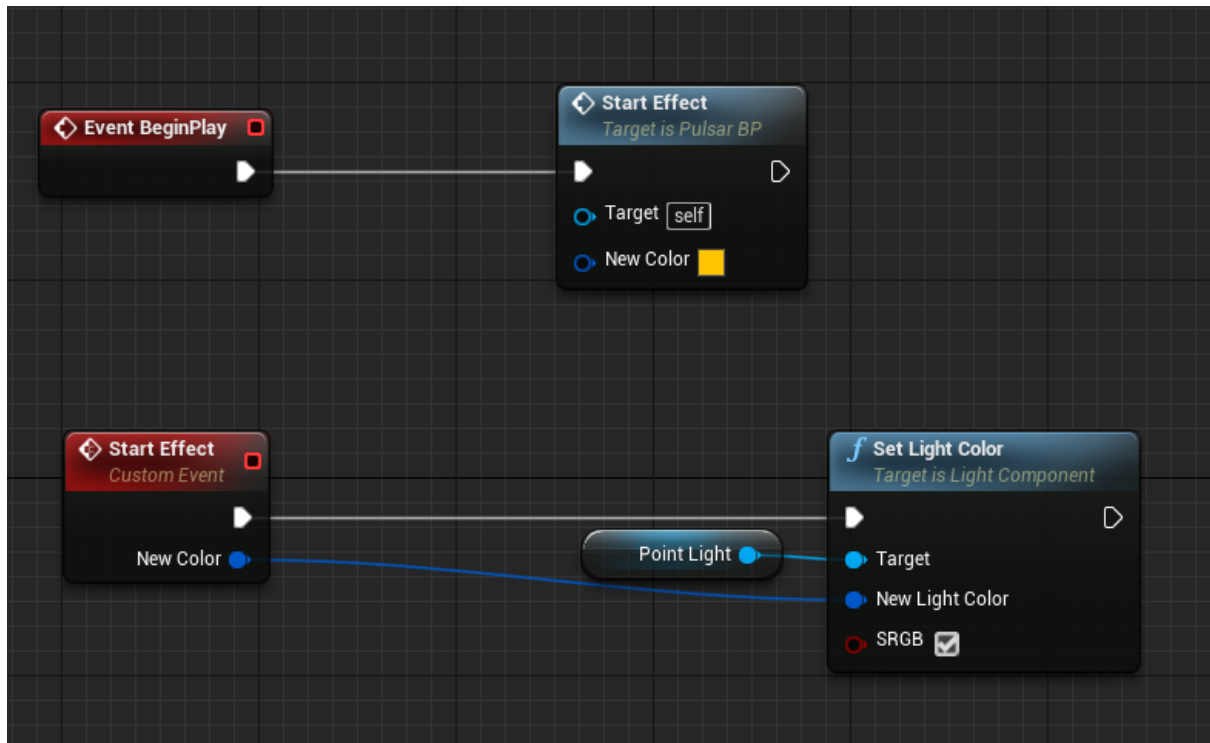 Event BeginPlay
Start Effect
Target is Pulsar BP
Target self
New Color
Start Effect
Custom Event
New Color
Point Light
Set Light Color
Target is Light Component
Target
New Light Color
SRGB